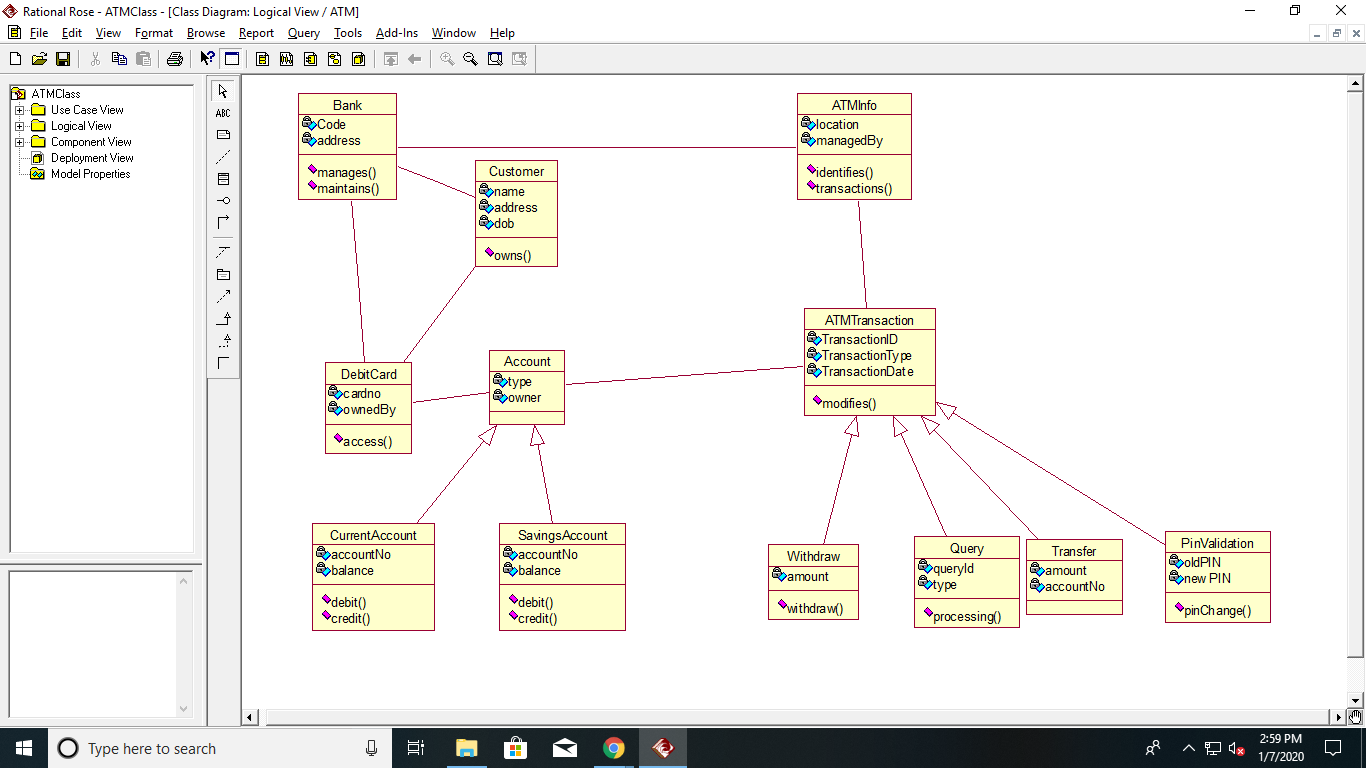 Rational Rose - ATMClass - [Class Diagram: Logical View / ATM]
File Edit View Format Browse Report Query Tools Add-Ins Window Help
ATMClass
Use Case View
Logical View
Component View
Deployment View
Model Properties
ABC
Bank
Code
address
manages()
maintains()
Customer
name
address
dob
owns()
ATMInfo
location
managedBy
identifies()
transactions()
DebitCard
cardno
ownedBy
access()
Account
type
owner
ATMTransaction
TransactionID
TransactionType
TransactionDate
modifies()
CurrentAccount
accountNo
balance
debit()
credit()
SavingsAccount
accountNo
balance
debit()
credit()
Withdraw
amount
withdraw()
Query
queryId
type
processing()
Transfer
amount
accountNo
PinValidation
oldPIN
new PIN
pinChange()
Type here to search
2:59 PM
1/7/2020